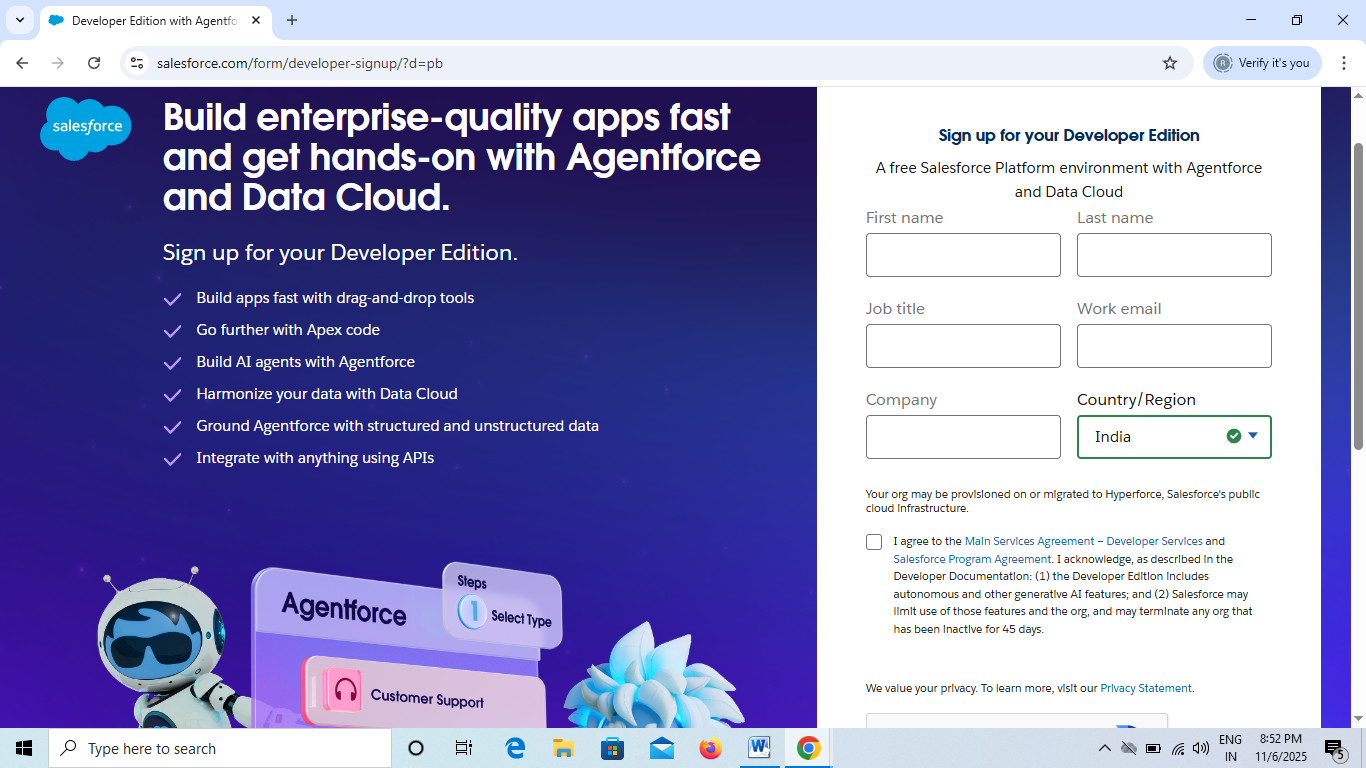 Developer Edition with Agentfo
salesforce.com/form/developer-signup/?d=pb
R
Verify it's you
salesforce
Build enterprise-quality apps fast
and get hands-on with Agentforce
and Data Cloud.
Sign up for your Developer Edition.
Build apps fast with drag-and-drop tools
Go further with Apex code
Build AI agents with Agentforce
Harmonize your data with Data Cloud
Ground Agentforce with structured and unstructured data
Integrate with anything using APIs
Agentforce
Steps
1
Select Type
Customer Support
Sign up for your Developer Edition
A free Salesforce Platform environment with Agentforce
and Data Cloud
First name
Last name
Job title
Work email
Company
Country/Region
India
Your org may be provisioned on or migrated to Hyperforce, Salesforce's public
cloud infrastructure.
I agree to the Main Services Agreement – Developer Services and
Salesforce Program Agreement. I acknowledge, as described in the
Developer Documentation: (1) the Developer Edition includes
autonomous and other generative AI features; and (2) Salesforce may
limit use of those features and the org, and may terminate any org that
has been inactive for 45 days.
We value your privacy. To learn more, visit our Privacy Statement.
Type here to search
W
ENG
IN
8:52 PM
11/6/2025
5